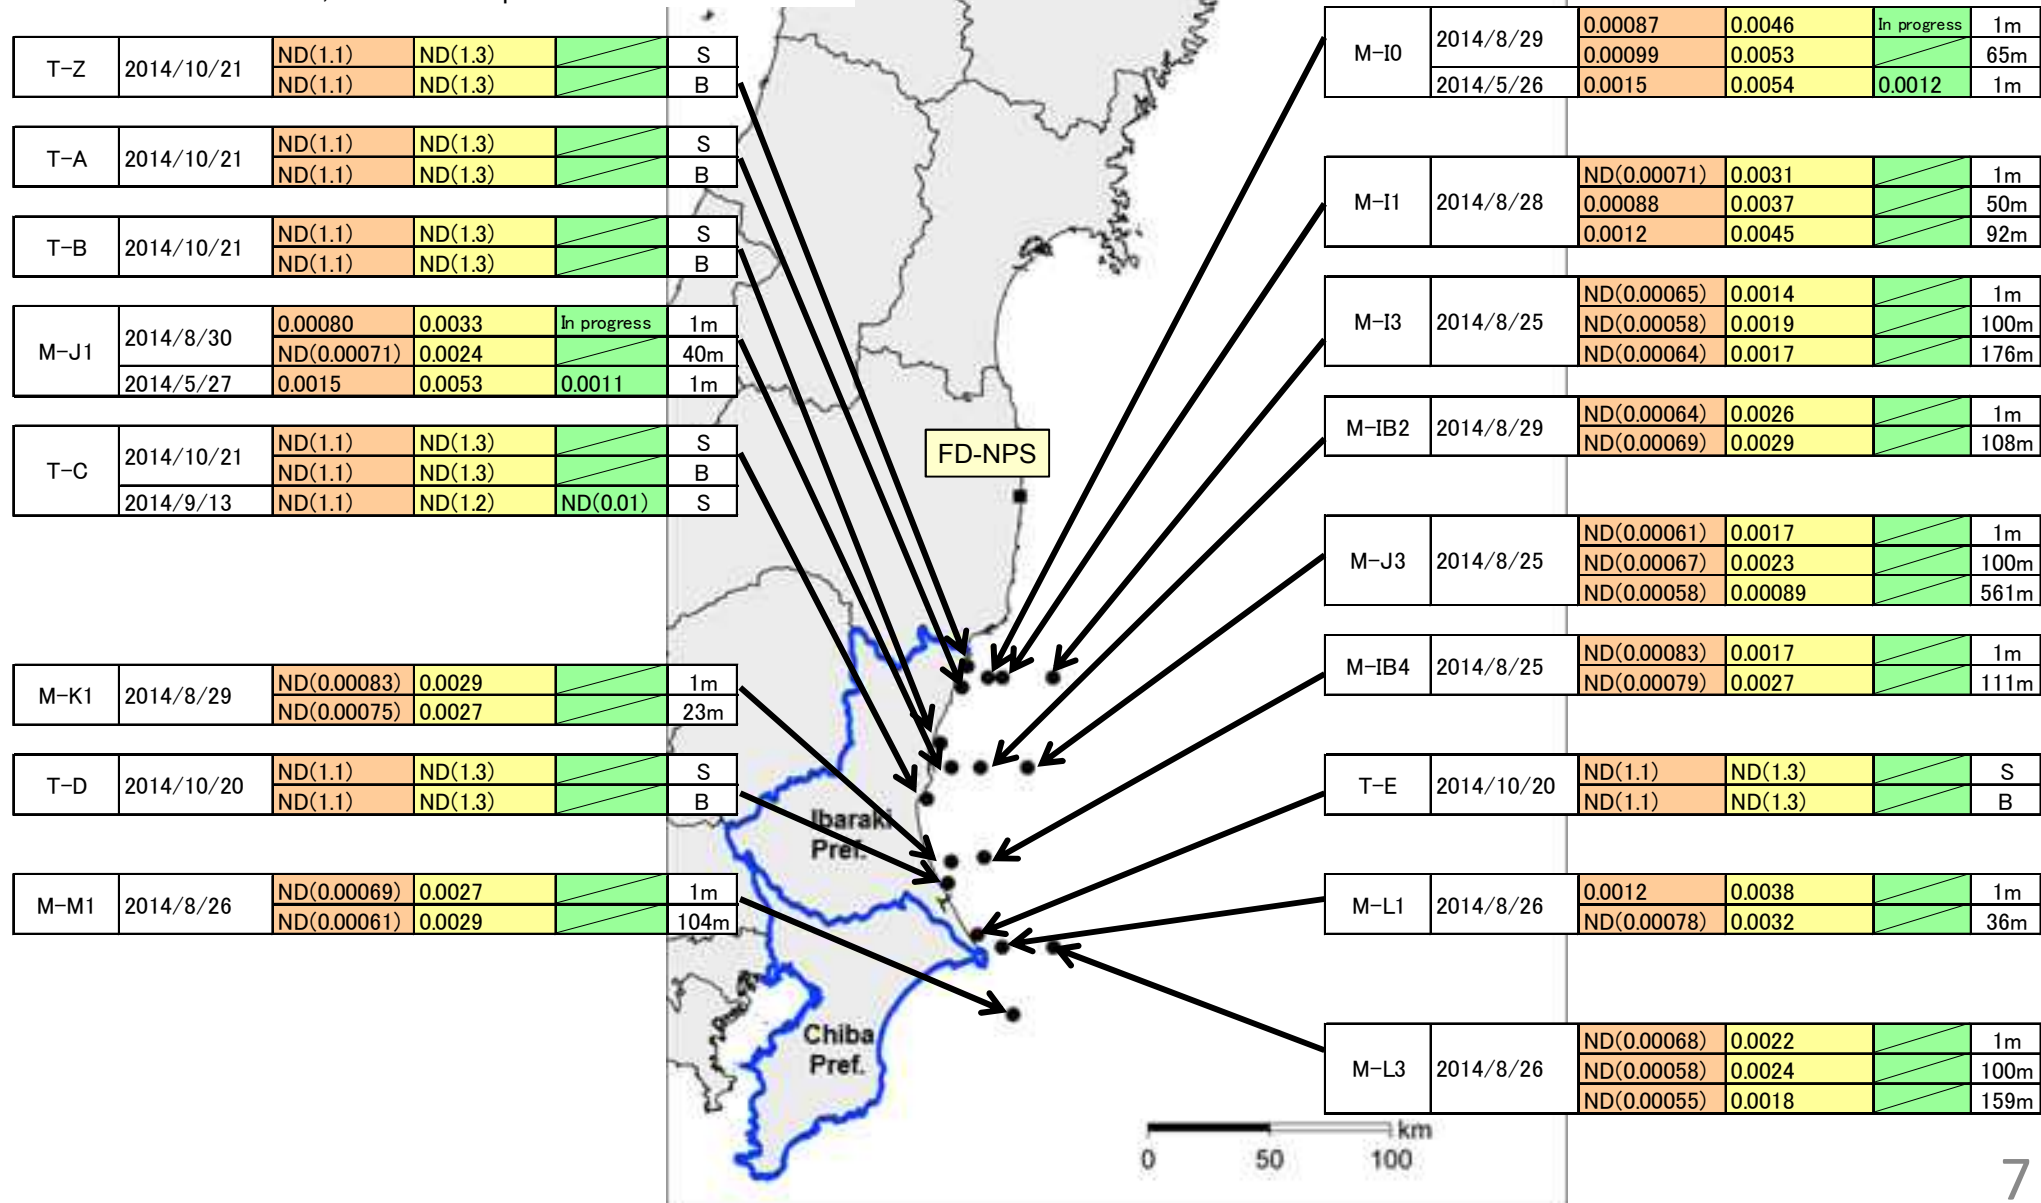 T-Z 2014/10/21 ND(1.1) ND(1.3) S
ND(1.1) ND(1.3) B
T-A 2014/10/21 ND(1.1) ND(1.3) S
ND(1.1) ND(1.3) B
T-B 2014/10/21 ND(1.1) ND(1.3) S
ND(1.1) ND(1.3) B
M-J1 2014/8/30 0.00080 0.0033 In progress 1m
ND(0.00071) 0.0024 40m
2014/5/27 0.0015 0.0053 0.0011 1m
T-C 2014/10/21 ND(1.1) ND(1.3) S
ND(1.1) ND(1.3) B
2014/9/13 ND(1.1) ND(1.2) ND(0.01) S
M-K1 2014/8/29 ND(0.00083) 0.0029 1m
ND(0.00075) 0.0027 23m
T-D 2014/10/20 ND(1.1) ND(1.3) S
ND(1.1) ND(1.3) B
M-M1 2014/8/26 ND(0.00069) 0.0027 1m
ND(0.00061) 0.0029 104m
FD-NPS
Ibaraki
Pref.
Chiba
Pref.
km
0 50 100
M-I0 2014/8/29 0.00087 0.0046 In progress 1m
0.00099 0.0053 65m
2014/5/26 0.0015 0.0054 0.0012 1m
M-I1 2014/8/28 ND(0.00071) 0.0031 1m
0.00088 0.0037 50m
0.0012 0.0045 92m
M-I3 2014/8/25 ND(0.00065) 0.0014 1m
ND(0.00058) 0.0019 100m
ND(0.00064) 0.0017 176m
M-IB2 2014/8/29 ND(0.00064) 0.0026 1m
ND(0.00069) 0.0029 108m
M-J3 2014/8/25 ND(0.00061) 0.0017 1m
ND(0.00067) 0.0023 100m
ND(0.00058) 0.00089 561m
M-IB4 2014/8/25 ND(0.00083) 0.0017 1m
ND(0.00079) 0.0027 111m
T-E 2014/10/20 ND(1.1) ND(1.3) S
ND(1.1) ND(1.3) B
M-L1 2014/8/26 0.0012 0.0038 1m
ND(0.00078) 0.0032 36m
M-L3 2014/8/26 ND(0.00068) 0.0022 1m
ND(0.00058) 0.0024 100m
ND(0.00055) 0.0018 159m
7